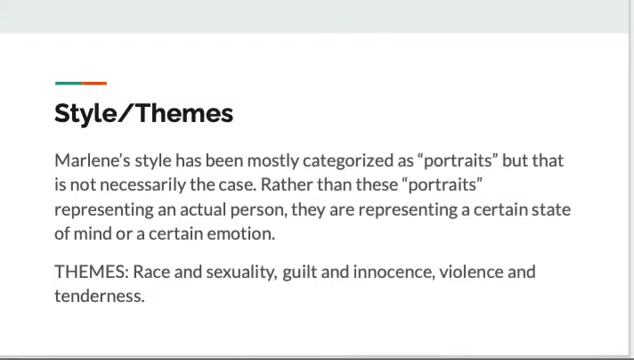 Style/Themes
Marlene’s style has been mostly categorized as “portraits” but that
is not necessarily the case. Rather than these “portraits”
representing an actual person, they are representing a certain state
of mind or a certain emotion.
THEMES: Race and sexuality, guilt and innocence, violence and
tenderness.